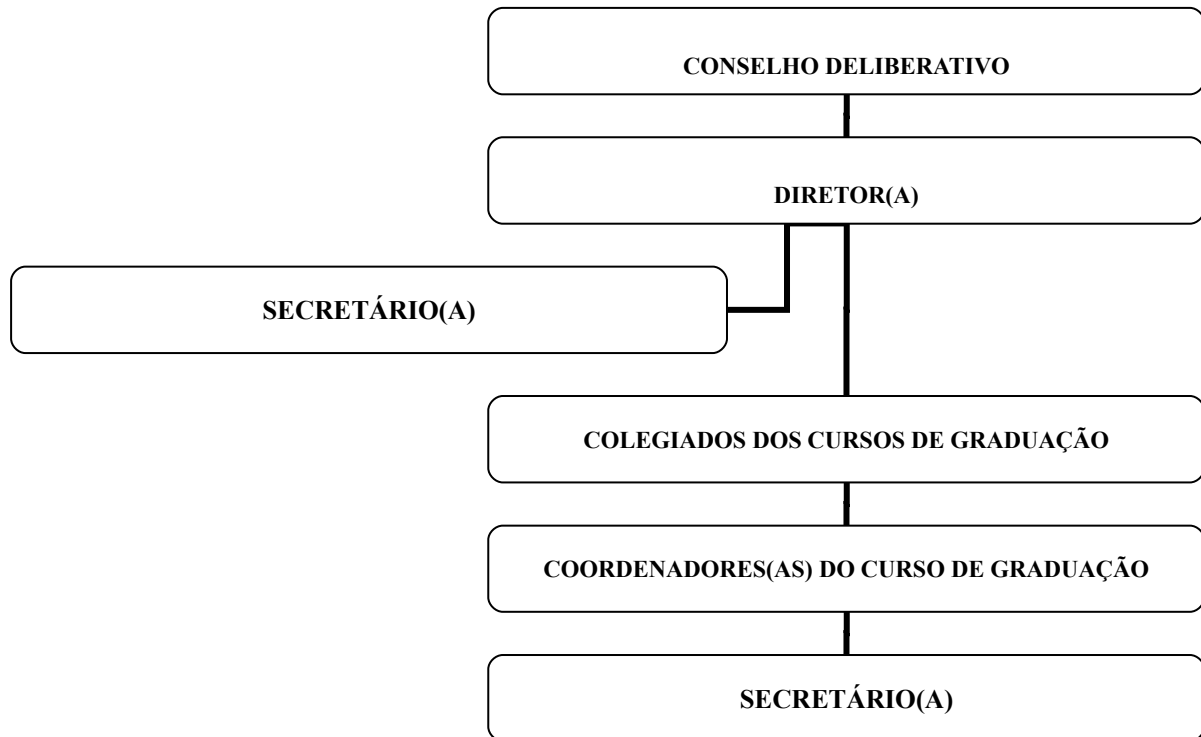 CONSELHO DELIBERATIVO
DIRETOR(A)
SECRETÁRIO(A)
COLEGIADOS DOS CURSOS DE GRADUAÇÃO
COORDENADORES(AS) DO CURSO DE GRADUAÇÃO
SECRETÁRIO(A)